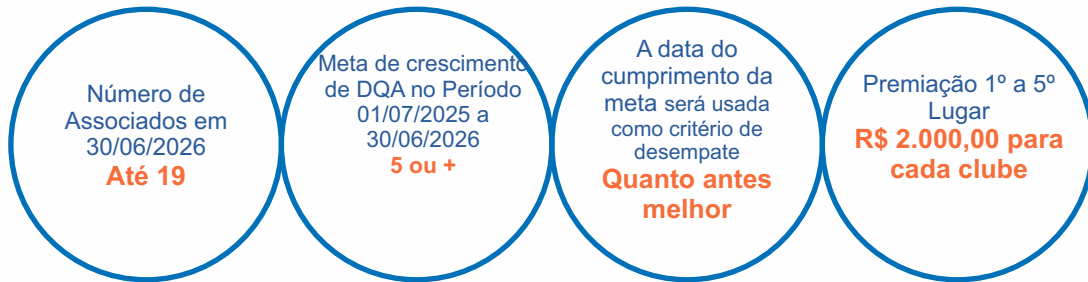 Número de
Associados em
30/06/2026
Até 19
Meta de crescimento
de DQA no Período
01/07/2025 a
30/06/2026
5 ou +
A data do
cumprimento da
meta será usada
como critério de
desempate
Quanto antes
melhor
Premiação 1º a 5º
Lugar
R$ 2.000,00 para
cada clube